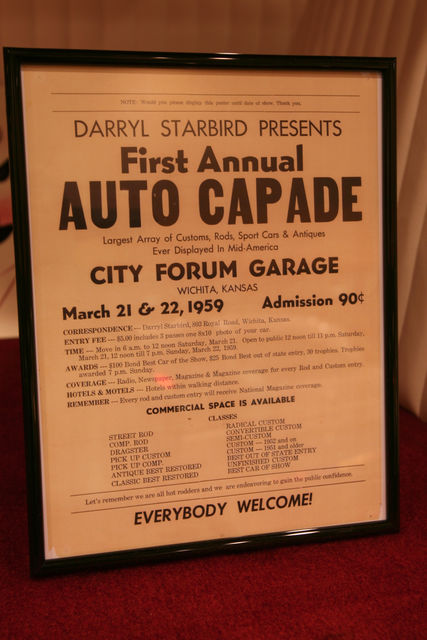 NOTE: Would you please display this poster until date of show. Thank you.
DARRYL STARBIRD PRESENTS
First Annual
AUTO CAPADE
Largest Array of Customs, Rods, Sport Cars & Antiques
Ever Displayed In Mid-America
CITY FORUM GARAGE
WICHITA, KANSAS
March 21 & 22, 1959 Admission 90¢
CORRESPONDENCE — Darryl Starbird, 803 Royal Road, Wichita, Kansas.
ENTRY FEE — $5.00 includes 3 passes one 8x10 photo of your car.
TIME — Move in 6 a.m. to 12 noon Saturday, March 21. Open to public 12 noon till 11 p.m. Saturday,
March 21, 12 noon till 7 p.m. Sunday, March 22, 1959.
AWARDS — $100 Bond Best Car of the Show, $25 Bond Best out of state entry, 30 trophies. Trophies
awarded 7 p.m. Sunday.
COVERAGE — Radio, Newspaper, Magazine & Magazine coverage for every Rod and Custom entry.
HOTELS & MOTELS — Hotels within walking distance.
REMEMBER — Every rod and custom entry will receive National Magazine coverage.
COMMERCIAL SPACE IS AVAILABLE
CLASSES
STREET ROD
COMP. ROD
DRAGSTER
PICK UP CUSTOM
PICK UP COMP.
ANTIQUE BEST RESTORED
CLASSIC BEST RESTORED
RADICAL CUSTOM
CONVERTIBLE CUSTOM
SEMI-CUSTOM
CUSTOM — 1952 and on
CUSTOM — 1951 and older
BEST OUT OF STATE ENTRY
UNFINISHED CUSTOM
BEST CAR OF SHOW
Let's remember we are all hot rodders and we are endeavoring to gain the public confidence.
EVERYBODY WELCOME!